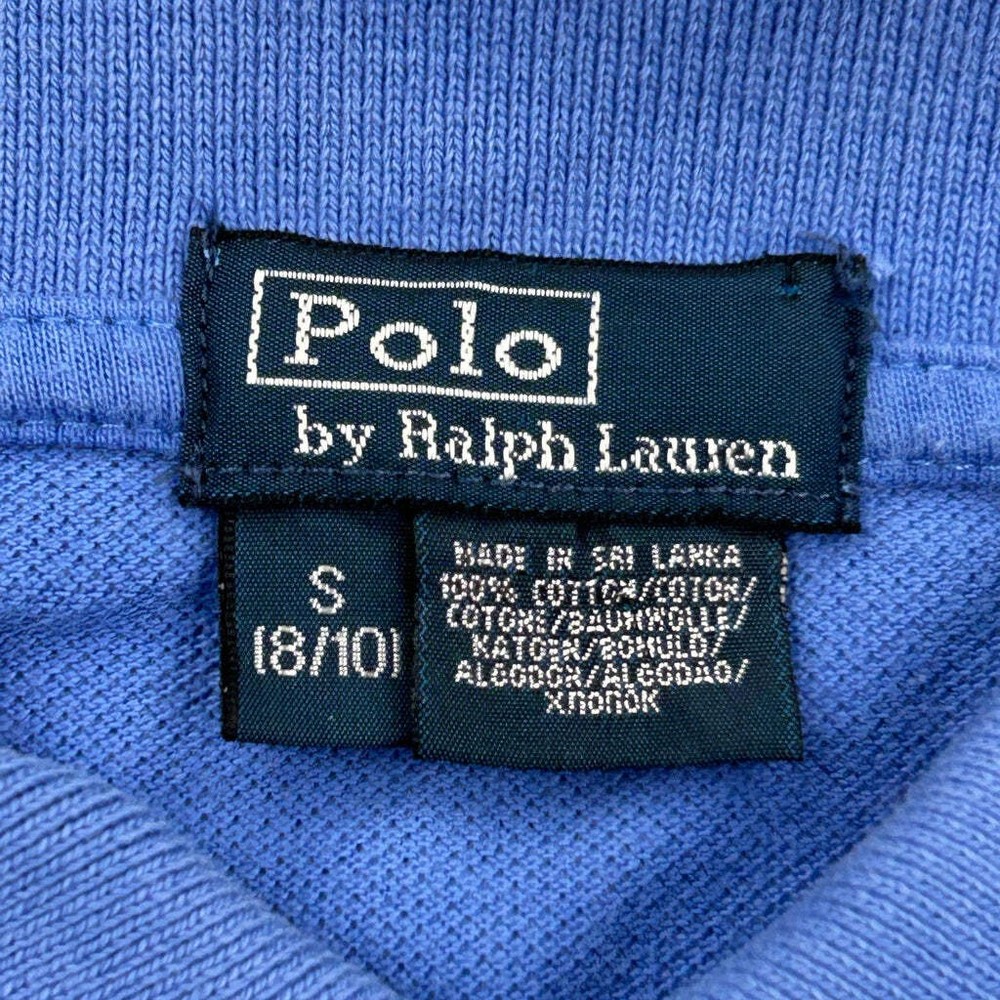 Polo
by Ralph Lauren
S
(8/10)
MADE IN SRI LANKA
100% COTTON/COTON/
COTONE/BAUMWOLLE/
KATOEN/BOMULD/
ALGODON/ALGODAO/
ХЛОПОК